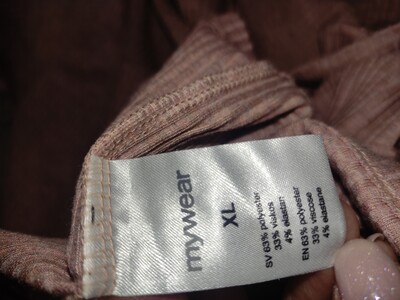 mywear
XL
SV 63% polyester
33% viskos
4% elastan
EN 63% polyester
33% viscose
4% elastane